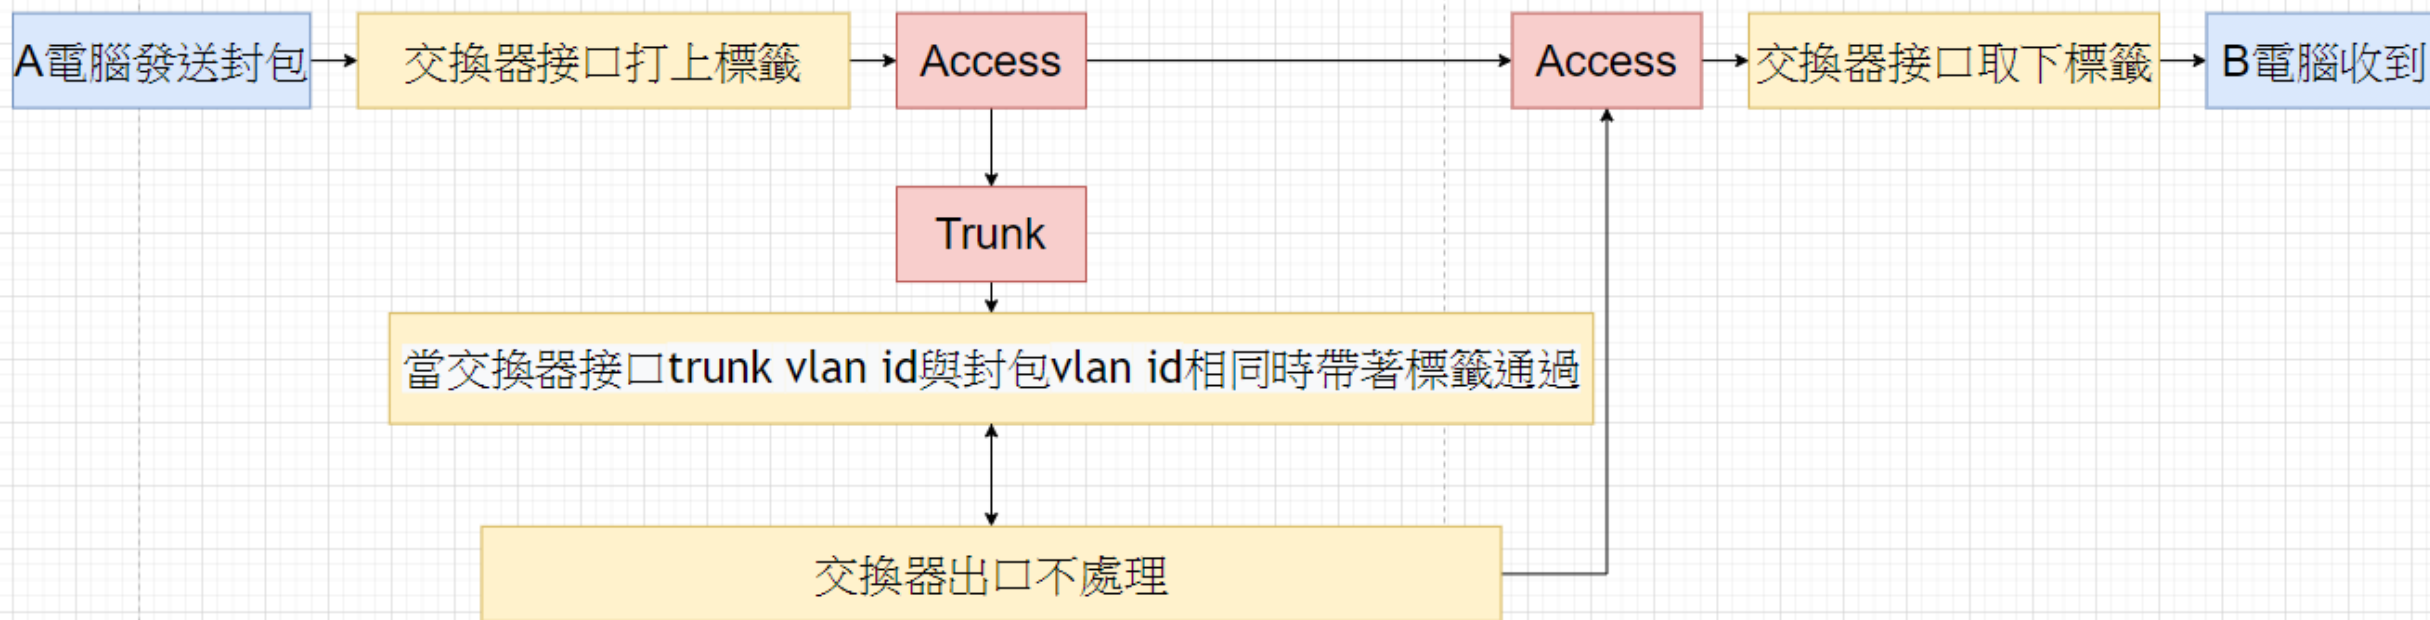 A電腦發送封包
交換器接口打上標籤
Access
Access
交換器接口取下標籤
B電腦收到
Trunk
當交換器接口trunk vlan id與封包vlan id相同時帶著標籤通過
交換器出口不處理